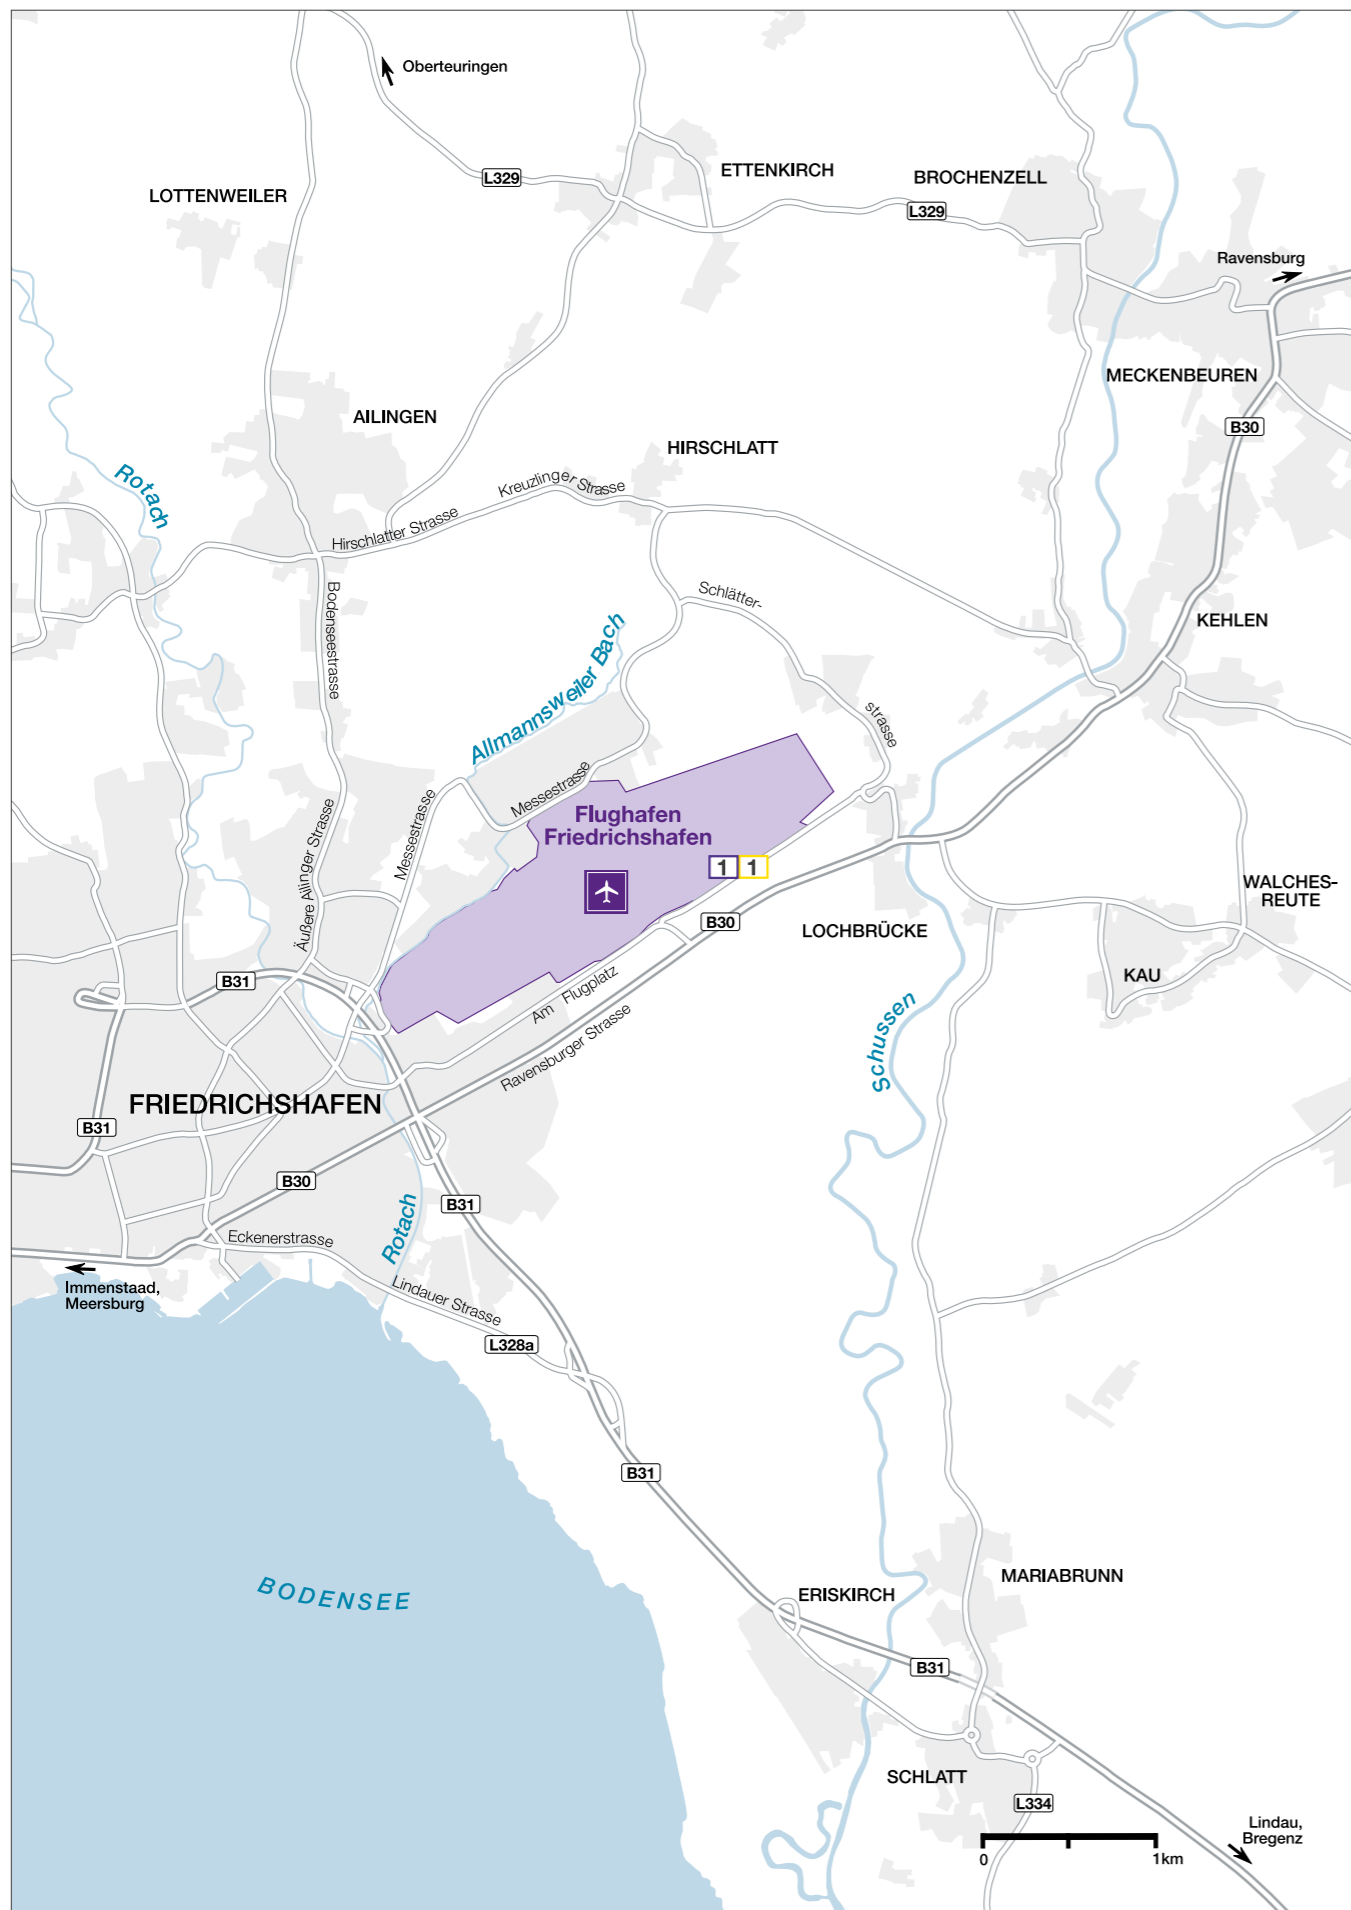 Oberteuringen
L329
ETTENKIRCH
BROCHENZELL
LOTTENWEILER
L329
Ravensburg
MECKENBEUREN
AILINGEN
B30
HIRSCHLATT
Rotach
Kreuzlinger Strasse
Hirschlatter Strasse
Bodenseestrasse
Schlätter-
strasse
KEHLEN
Allmannsweiler Bach
Messestrasse
Messestrasse
Äußere Ailinger Strasse
Flughafen
Friedrichshafen
1 1
B30
LOCHBRÜCKE
WALCHES-
REUTE
KAU
B31
Am Flugplatz
Ravensburger Strasse
Schussen
FRIEDRICHSHAFEN
B31
B30
B31
Rotach
Eckenerstrasse
Immenstaad,
Meersburg
Lindauer Strasse
L328a
B31
BODENSEE
ERISKIRCH
MARIABRUNN
B31
SCHLATT
L334
Lindau,
Bregenz
0 1km